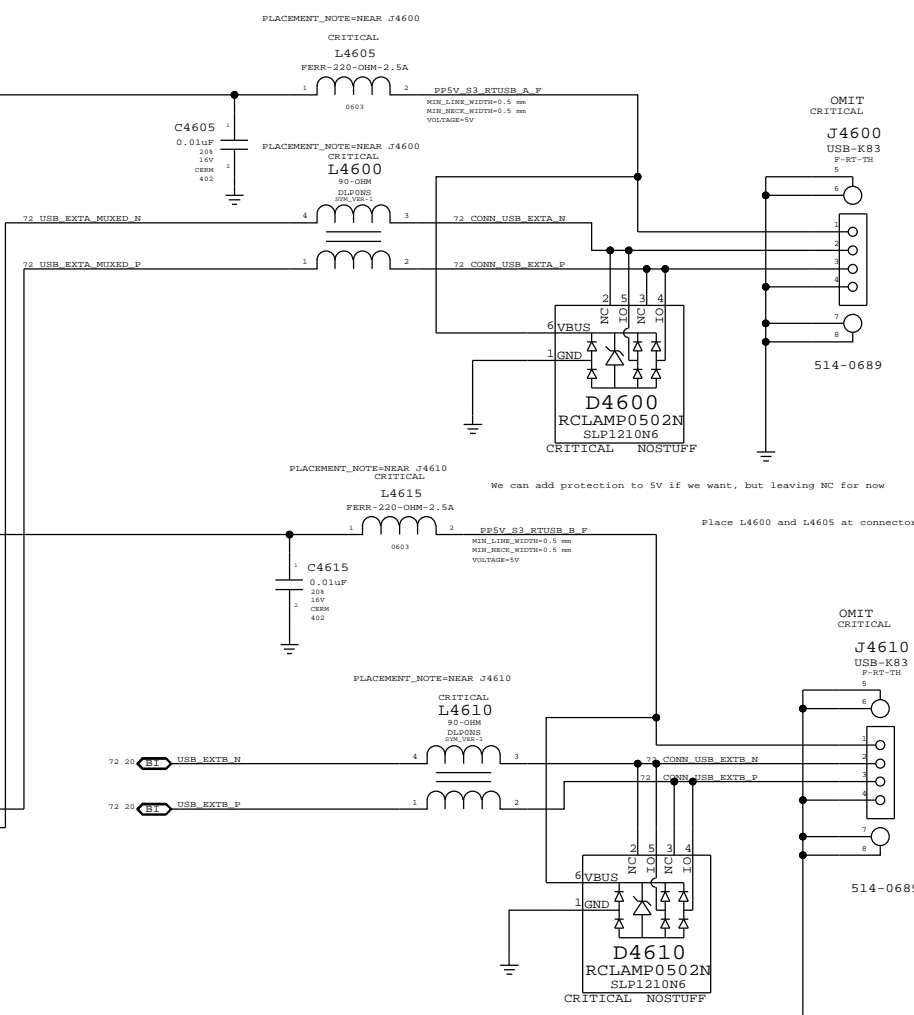 PLACEMENT_NOTE=NEAR J4600
CRITICAL
L4605
FERR-220-OHM-2.5A
1 2
0603
PP5V_S3_RTUSB_A_F
MIN_LINE_WIDTH=0.5 mm
MIN_NECK_WIDTH=0.5 mm
VOLTAGE=5V
C4605
0.01uF
20%
16V
CERM
402
1
2
PLACEMENT_NOTE=NEAR J4600
CRITICAL
L4600
90-OHM
DLP0NS
SYM_VER-1
4 3
1 2
72 USB_EXTA_MUXED_N
72 CONN_USB_EXTA_N
72 USB_EXTA_MUXED_P
72 CONN_USB_EXTA_P
OMIT
CRITICAL
J4600
USB-K83
F-RT-TH
5
6
1
2
3
4
7
8
514-0689
2 5 3 4
NC IO NC IO
6 VBUS
1 GND
D4600
RCLAMP0502N
SLP1210N6
CRITICAL NOSTUFF
We can add protection to 5V if we want, but leaving NC for now
Place L4600 and L4605 at connector
PLACEMENT_NOTE=NEAR J4610
CRITICAL
L4615
FERR-220-OHM-2.5A
1 2
0603
PP5V_S3_RTUSB_B_F
MIN_LINE_WIDTH=0.5 mm
MIN_NECK_WIDTH=0.5 mm
VOLTAGE=5V
C4615
0.01uF
20%
16V
CERM
402
1
2
PLACEMENT_NOTE=NEAR J4610
CRITICAL
L4610
90-OHM
DLP0NS
SYM_VER-1
4 3
1 2
72 20 BI USB_EXTB_N
72 CONN_USB_EXTB_N
72 20 BI USB_EXTB_P
72 CONN_USB_EXTB_P
OMIT
CRITICAL
J4610
USB-K83
F-RT-TH
5
6
1
2
3
4
7
8
514-0689
2 5 3 4
NC IO NC IO
6 VBUS
1 GND
D4610
RCLAMP0502N
SLP1210N6
CRITICAL NOSTUFF